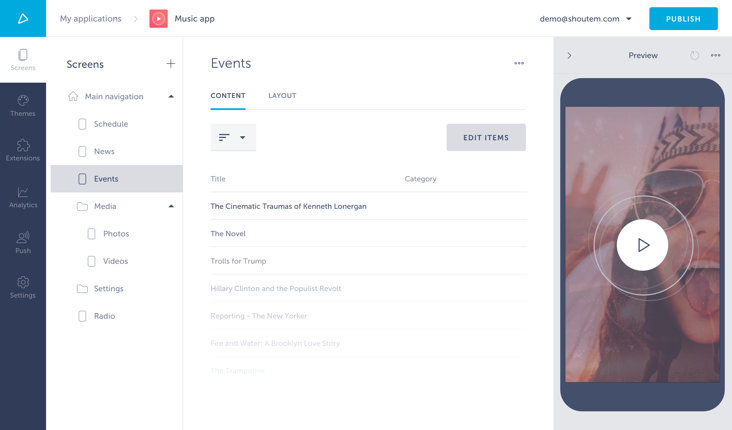 My applications
Music app
demo@shoutem.com
PUBLISH
Screens
Themes
Extensions
Analytics
Push
Settings
Screens
Main navigation
Schedule
News
Events
Media
Photos
Videos
Settings
Radio
Events
CONTENT LAYOUT
EDIT ITEMS
Title Category
The Cinematic Traumas of Kenneth Lonergan
The Novel
Trolls for Trump
Hillary Clinton and the Populist Revolt
Reporting - The New Yorker
Fire and Water: A Brooklyn Love Story
The Trampoline
Preview